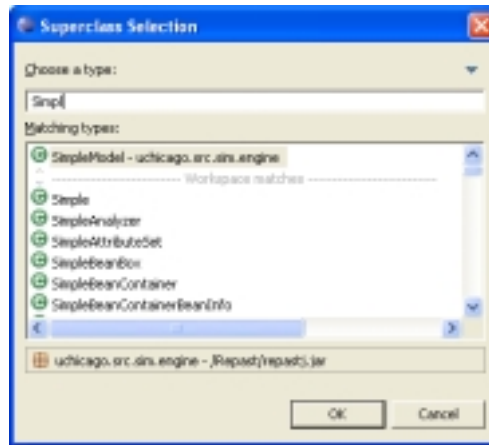 Superclass Selection
Choose a type:
Simpl
Matching types:
SimpleModel - uchicago.src.sim.engine
Workspace matches
Simple
SimpleAnalyzer
SimpleAttributeSet
SimpleBeanBox
SimpleBeanContainer
SimpleBeanContainerBeanInfo
uchicago.src.sim.engine - /Repast/repastj.jar
OK Cancel